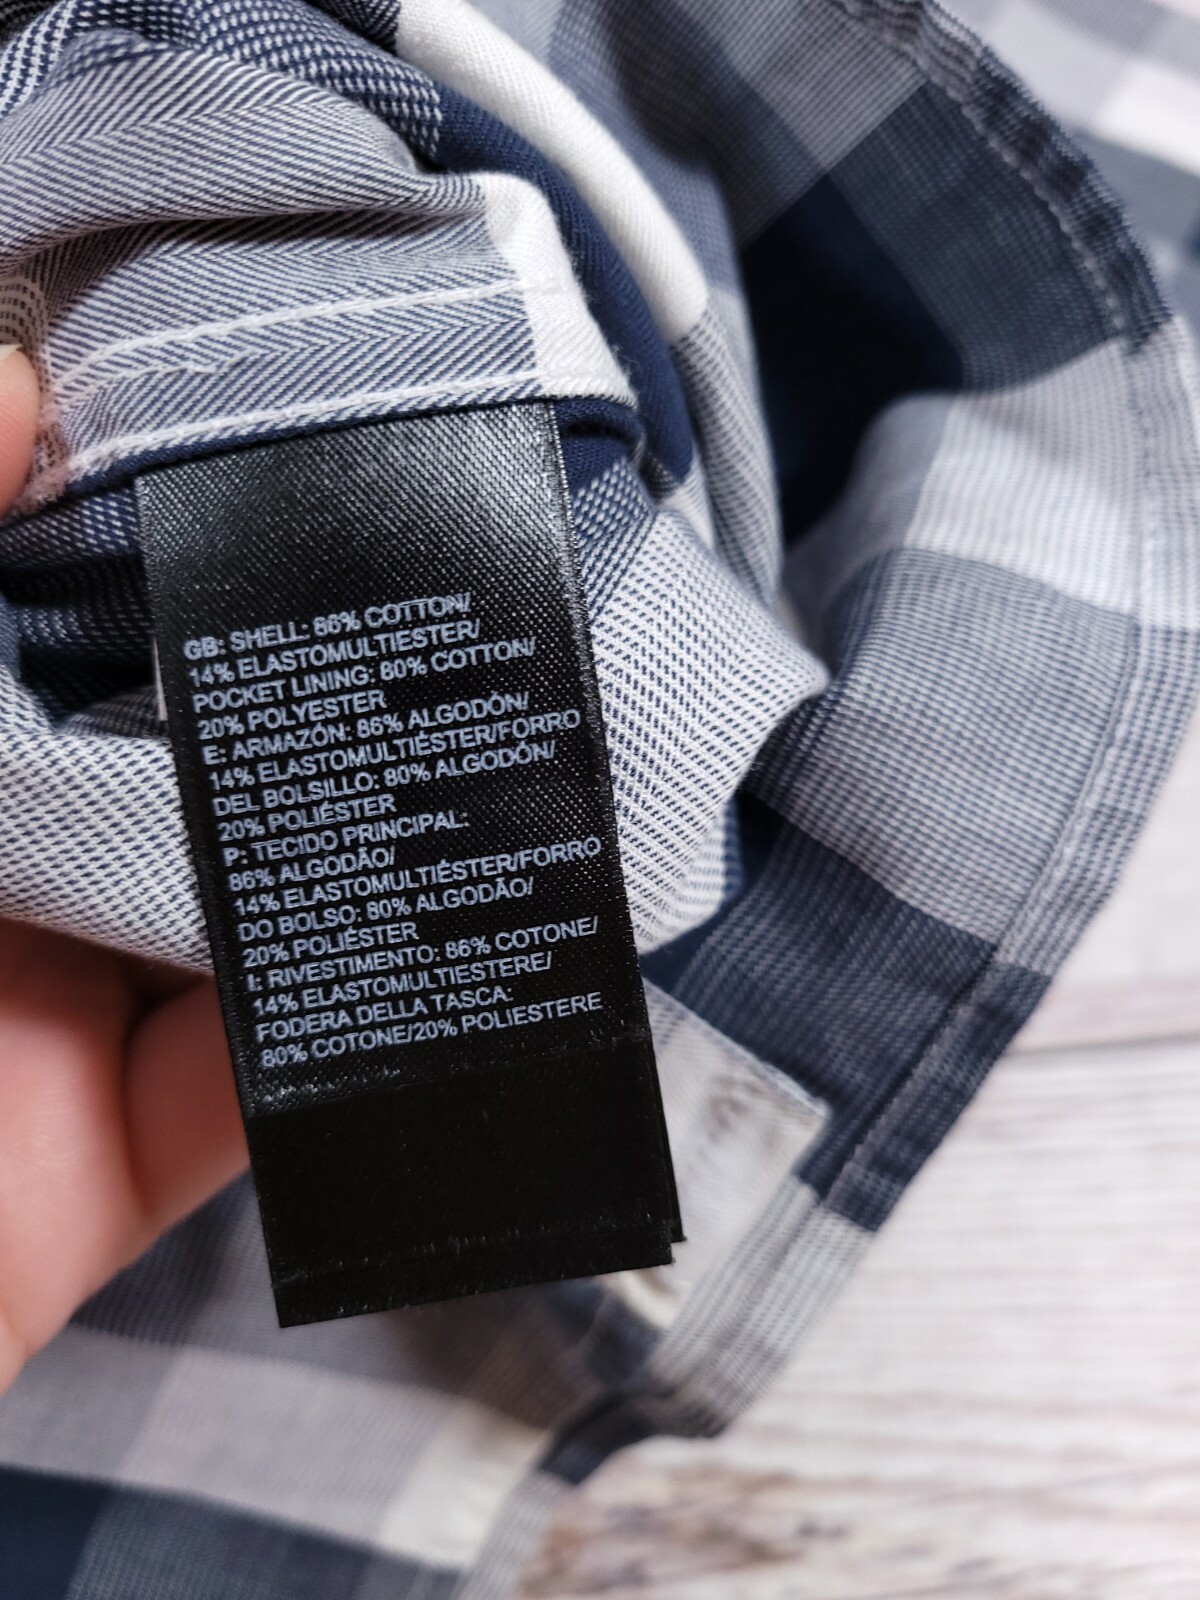 GB: SHELL: 86% COTTON/
14% ELASTOMULTIESTER/
POCKET LINING: 80% COTTON/
20% POLYESTER
E: ARMAZÓN: 86% ALGODÓN/
14% ELASTOMULTIÉSTER/FORRO
DEL BOLSILLO: 80% ALGODÓN/
20% POLIÉSTER
P: TECIDO PRINCIPAL:
86% ALGODÃO/
14% ELASTOMULTIÉSTER/FORRO
DO BOLSO: 80% ALGODÃO/
20% POLIÉSTER
I: RIVESTIMENTO: 86% COTONE/
14% ELASTOMULTIESTERE/
FODERA DELLA TASCA:
80% COTONE/20% POLIESTERE